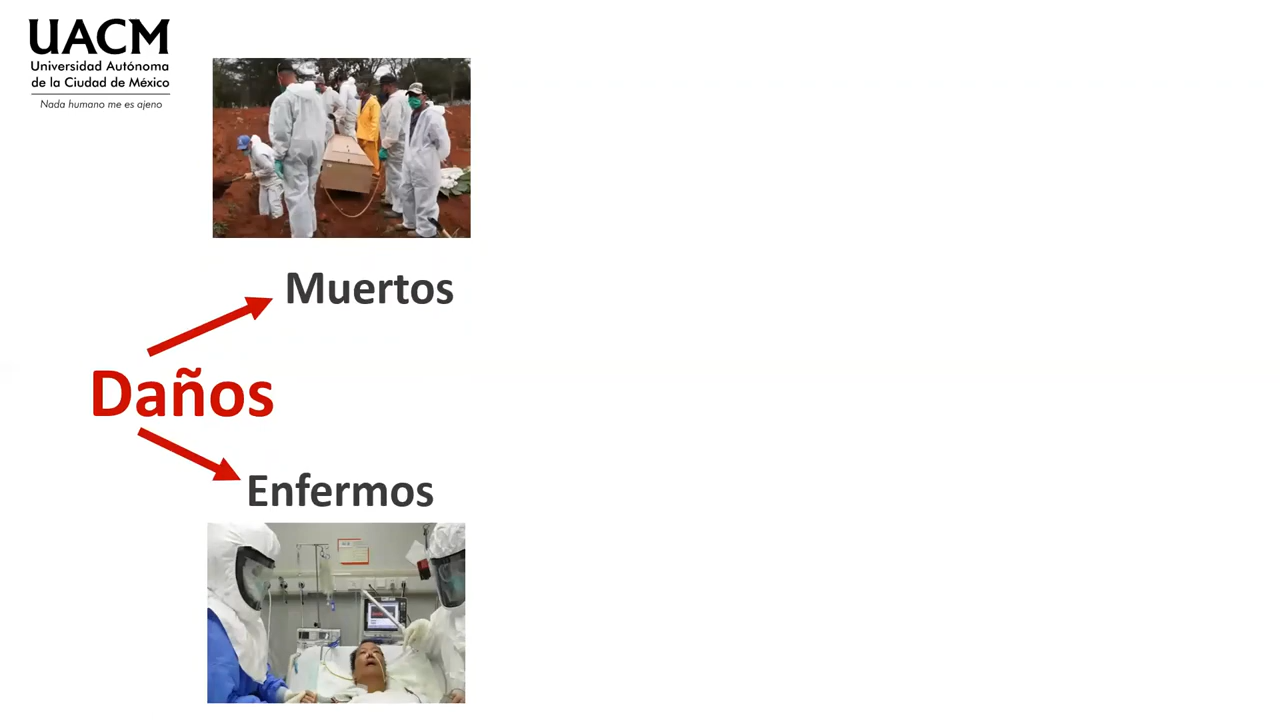 UACM
Universidad Autónoma
de la Ciudad de México
Nada humano me es ajeno
Muertos
Daños
Enfermos